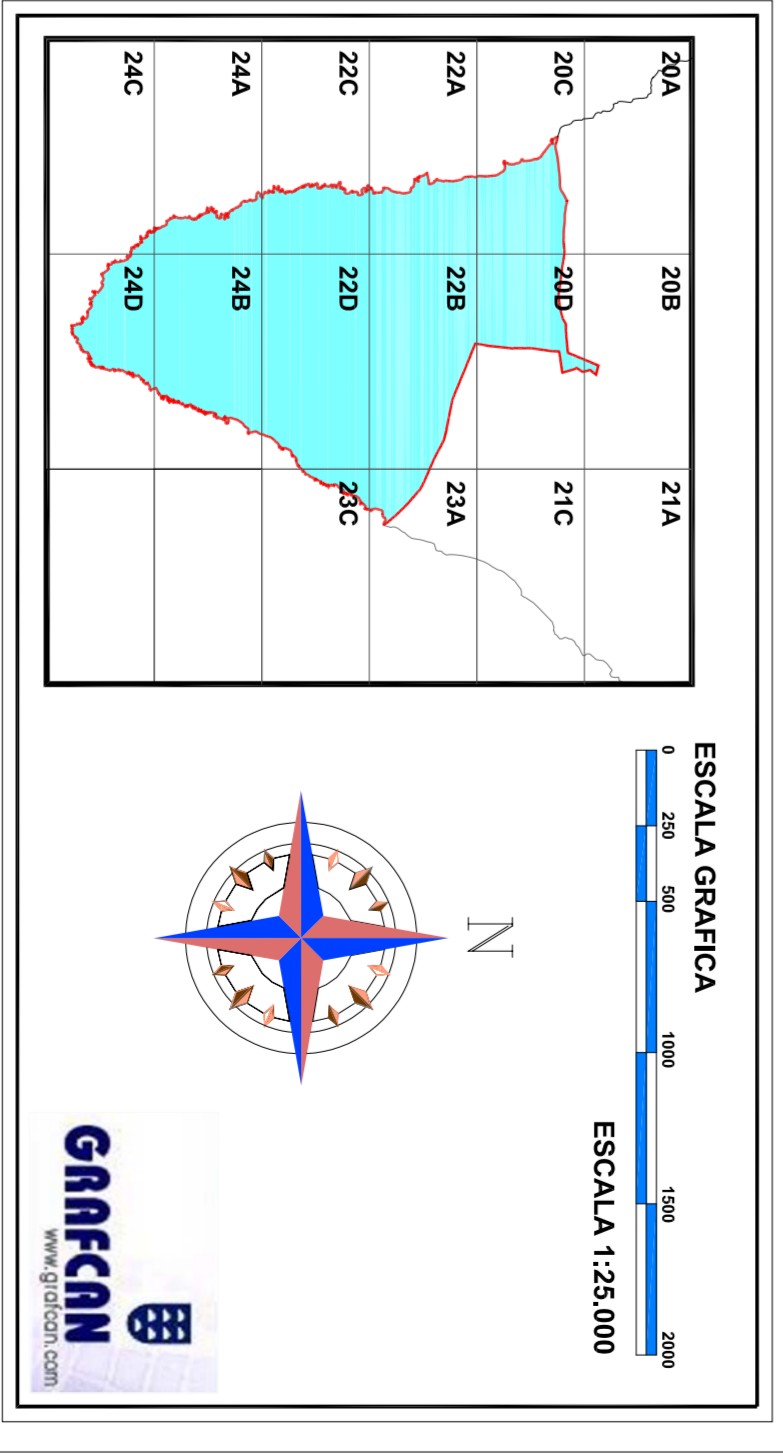 20A 20B 21A
20C 20D 21C
22A 22B 23A
22C 22D 23C
24A 24B
24C 24D
ESCALA GRAFICA
0 250 500 1000 1500 2000
ESCALA 1:25.000
N
GRAFCAN
www.grafcan.com